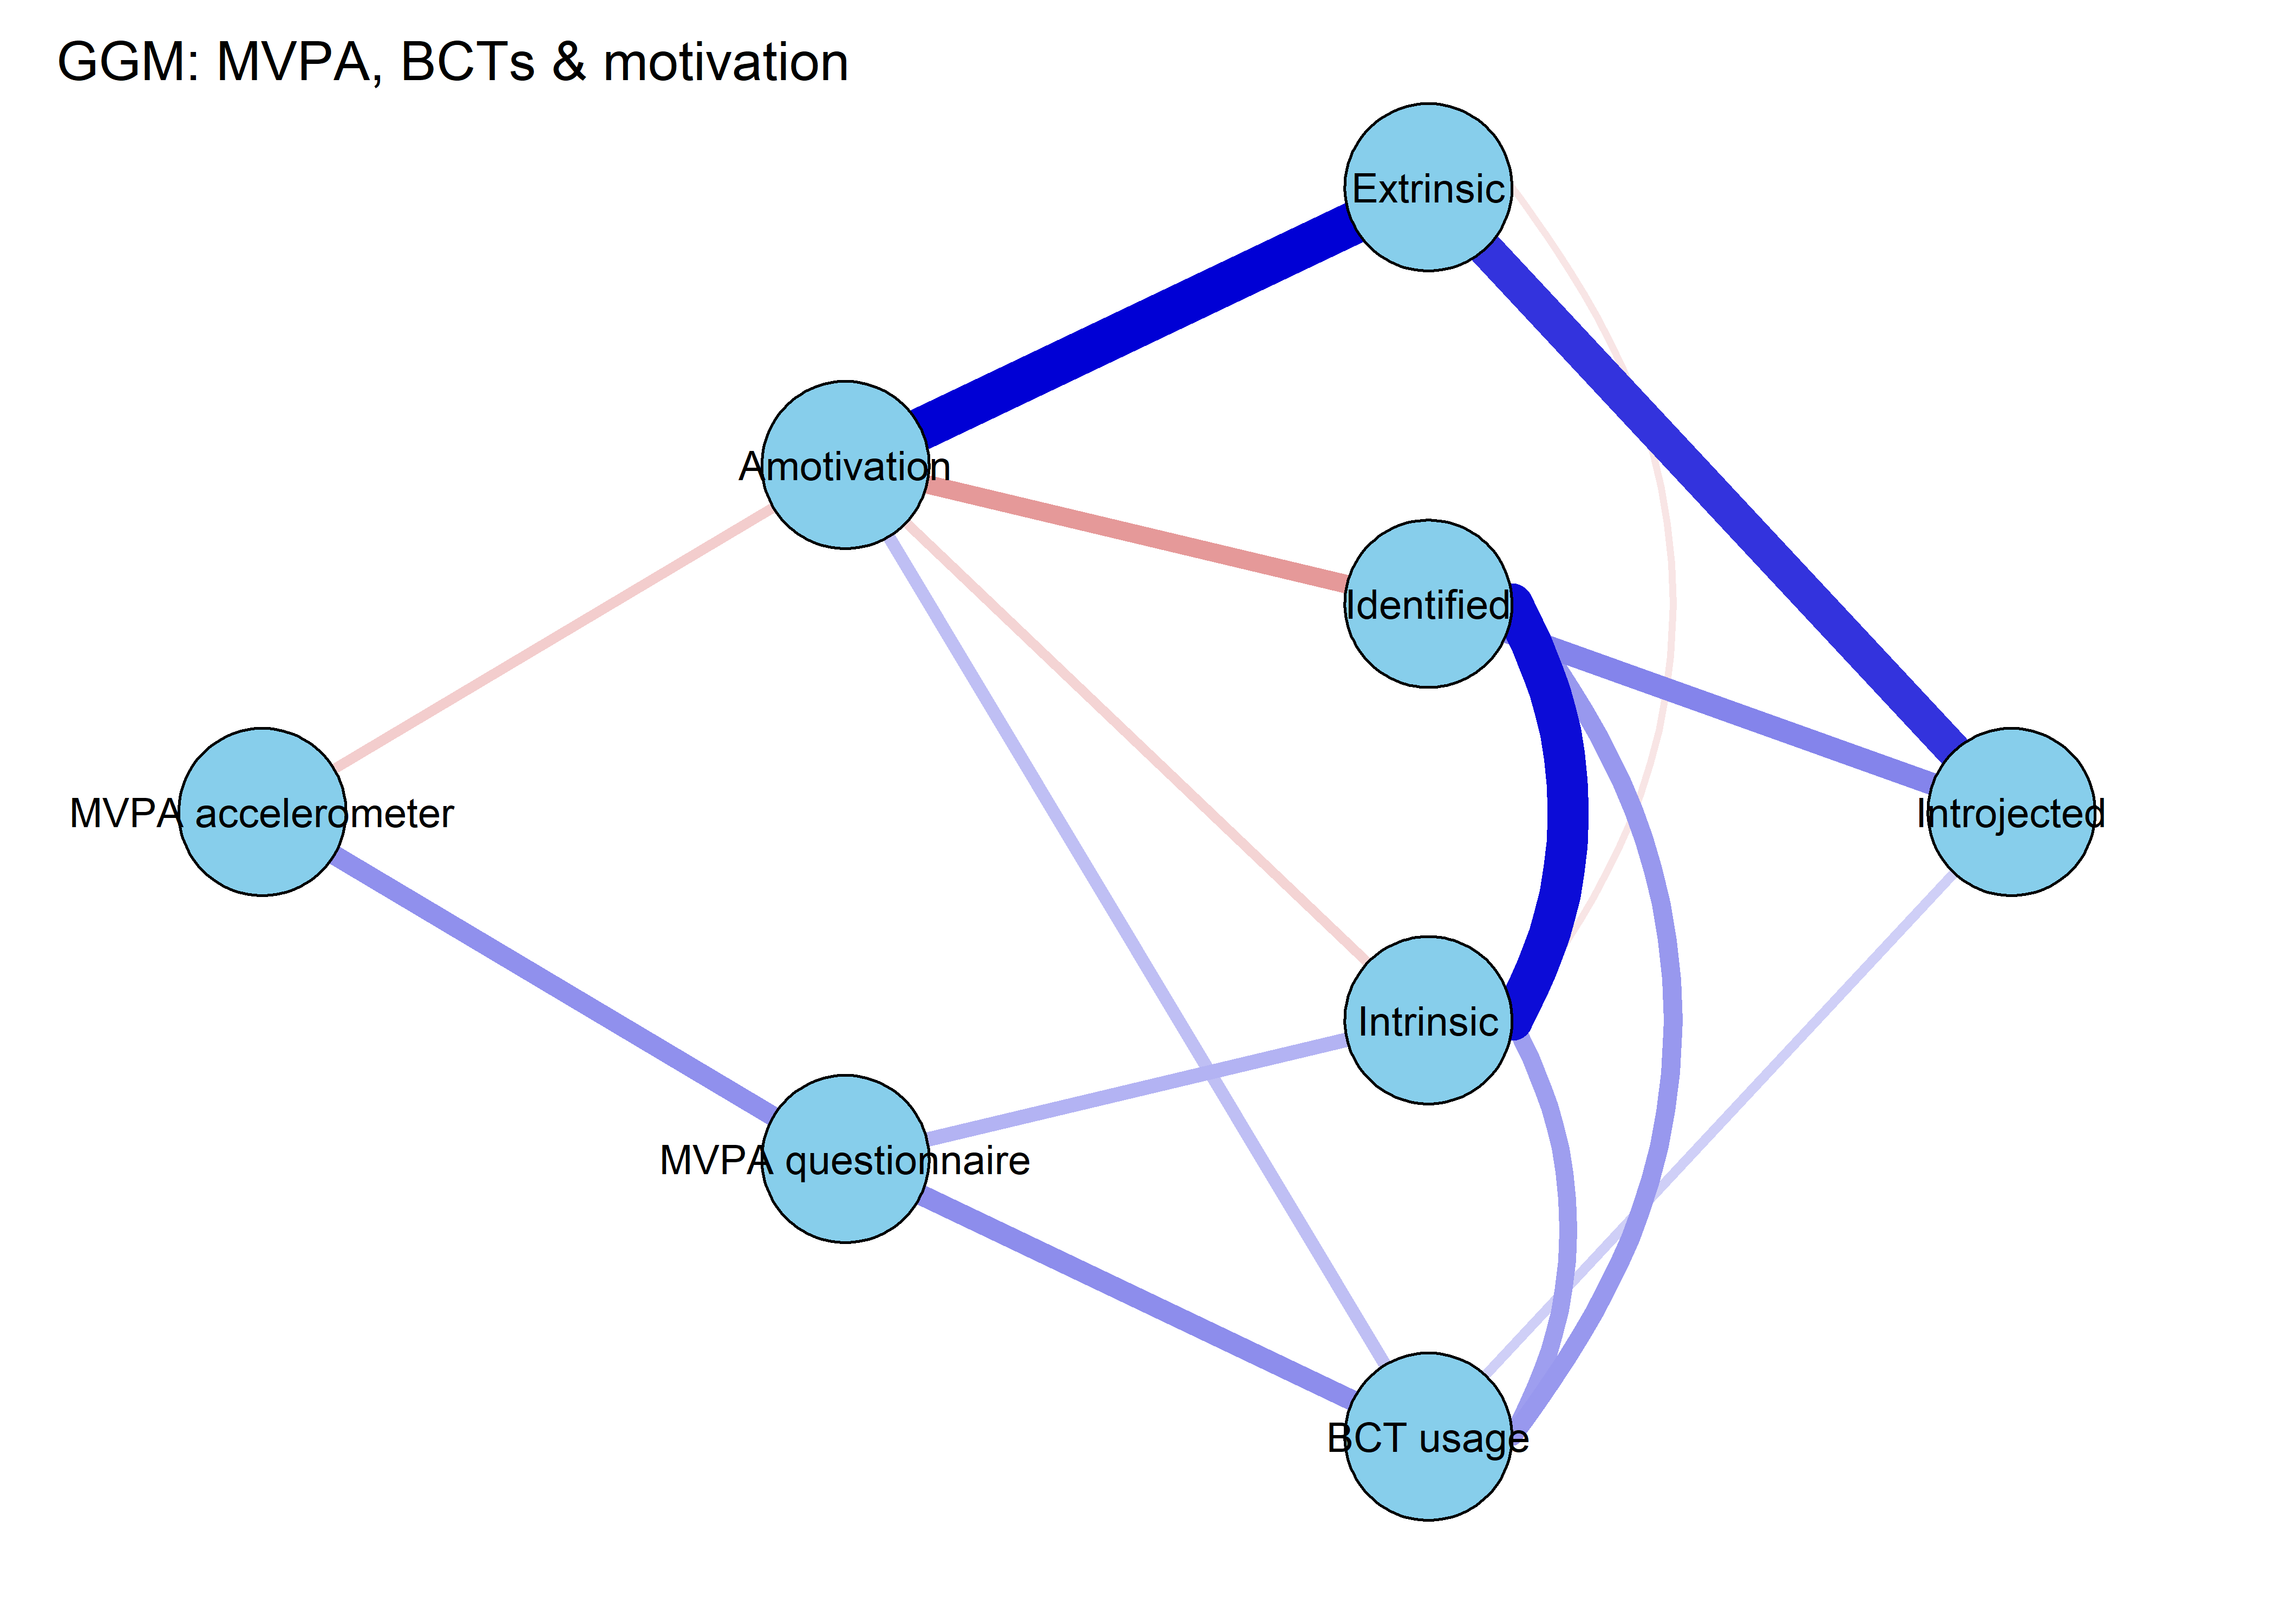 GGM: MVPA, BCTs & motivation
Extrinsic
Amotivation
Identified
MVPA accelerometer
Introjected
Intrinsic
MVPA questionnaire
BCT usage